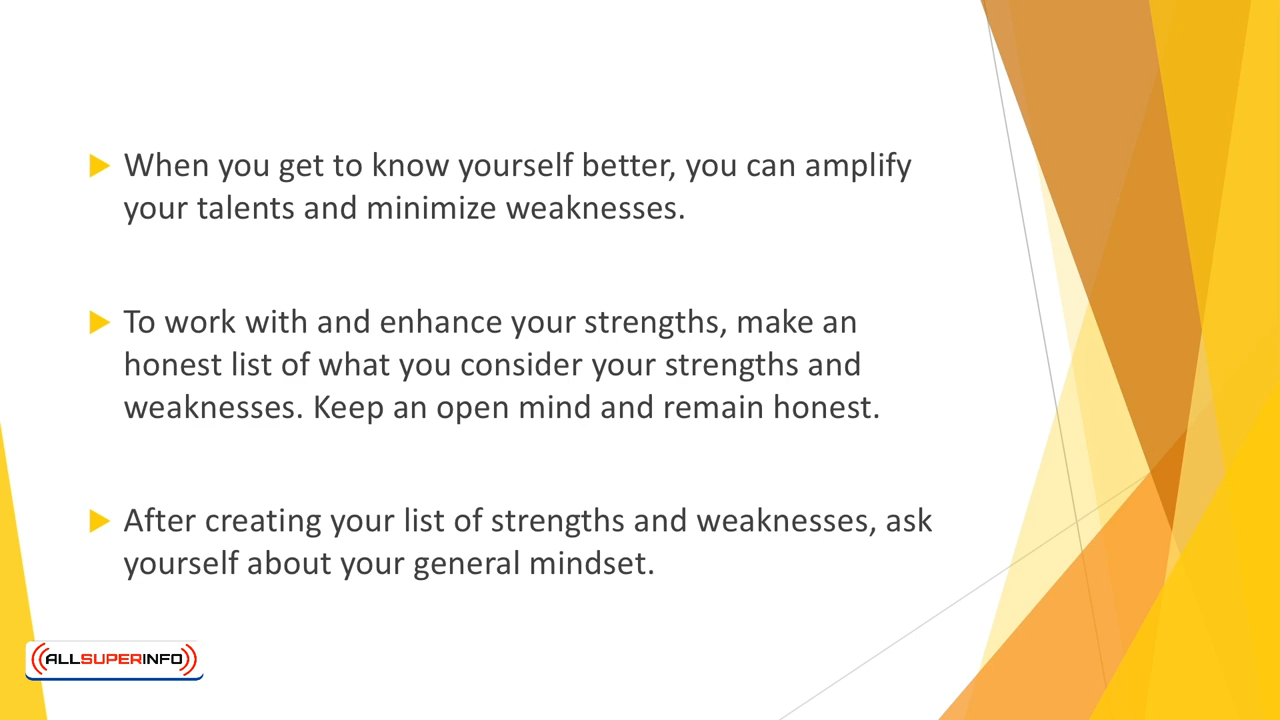 When you get to know yourself better, you can amplify
your talents and minimize weaknesses.
To work with and enhance your strengths, make an
honest list of what you consider your strengths and
weaknesses. Keep an open mind and remain honest.
After creating your list of strengths and weaknesses, ask
yourself about your general mindset.
ALLSUPERINFO